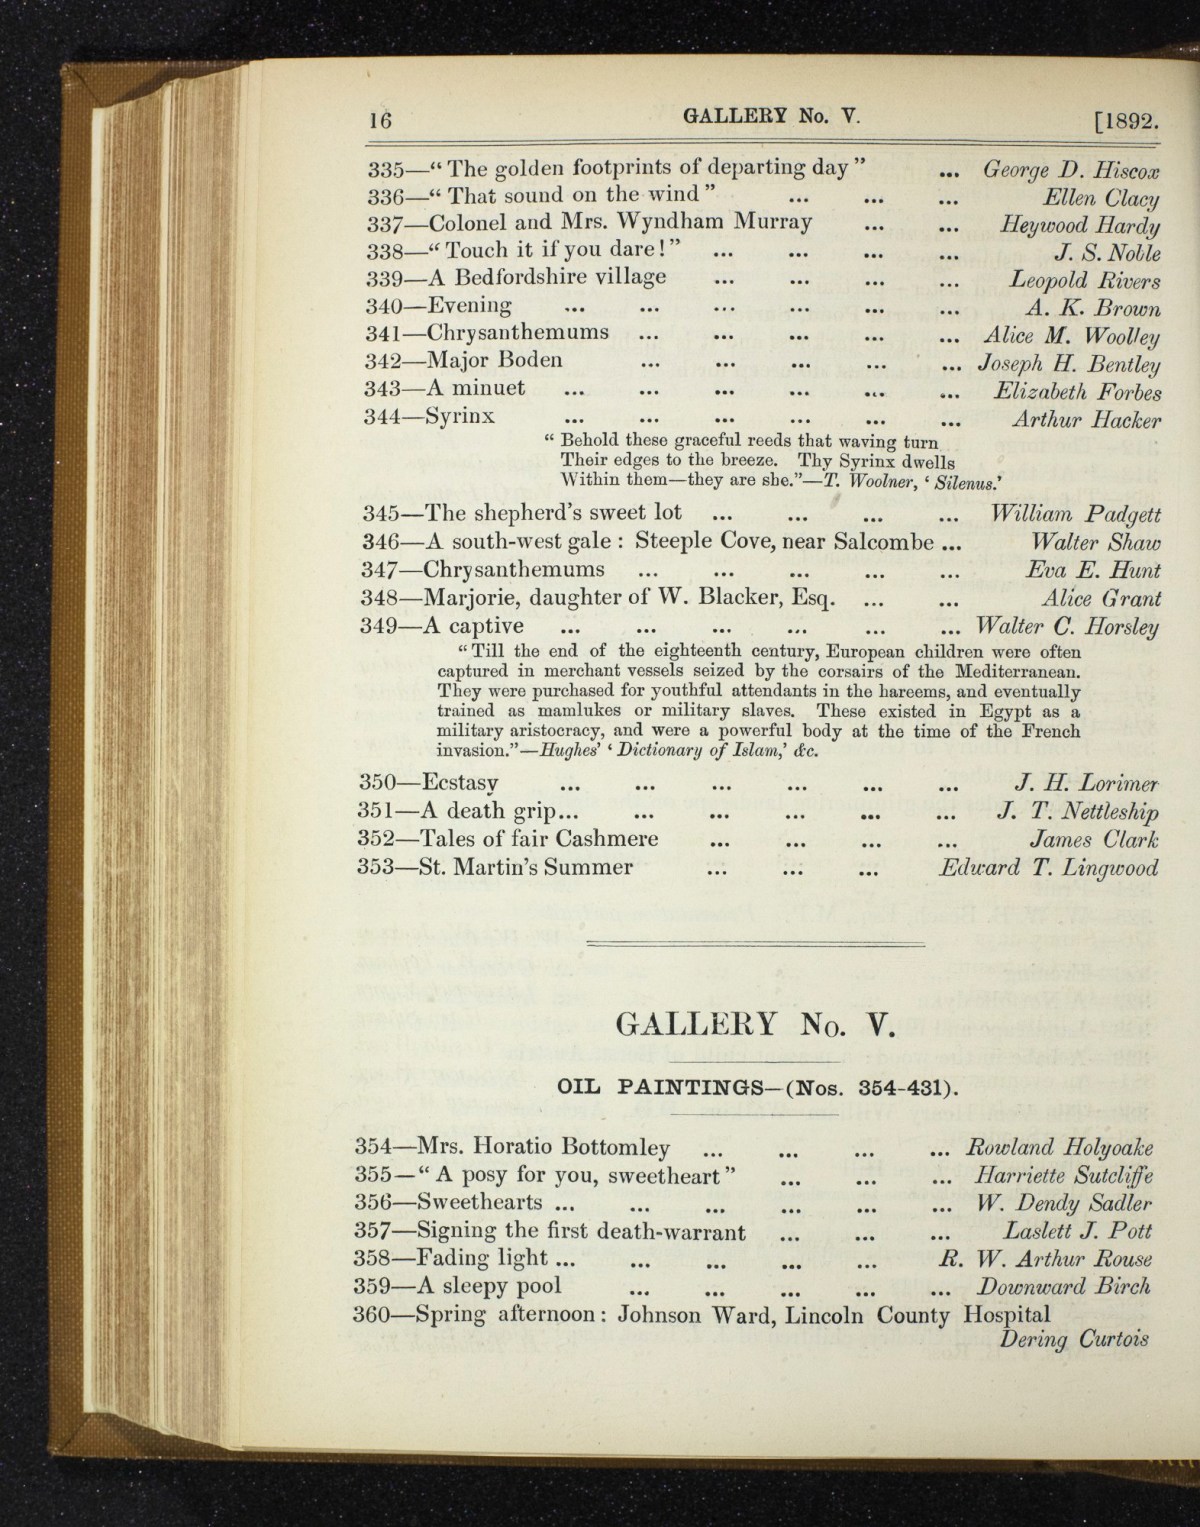 16 GALLERY No. V. [1892.
335—“ The golden footprints of departing day ” ... George D. Hiscox
336—“ That sound on the wind ” ... ... ... Ellen Clacy
337—Colonel and Mrs. Wyndham Murray ... ... Heywood Hardy
338—“ Touch it if you dare! ” ... ... ... ... J. S. Noble
339—A Bedfordshire village ... ... ... ... Leopold Rivers
340—Evening ... ... ... ... ... ... A. K. Brown
341—Chrysanthemums ... ... ... ... ... Alice M. Woolley
342—Major Boden ... ... ... ... ... Joseph H. Bentley
343—A minuet ... ... ... ... ... ... Elizabeth Forbes
344—Syrinx ... ... ... ... ... ... Arthur Hacker
“ Behold these graceful reeds that waving turn
Their edges to the breeze. Thy Syrinx dwells
Within them—they are she.”—T. Woolner, ‘ Silenus.’
345—The shepherd’s sweet lot ... ... ... ... William Padgett
346—A south-west gale : Steeple Cove, near Salcombe ... Walter Shaw
347—Chrysanthemums ... ... ... ... ... Eva E. Hunt
348—Marjorie, daughter of W. Blacker, Esq. ... ... Alice Grant
349—A captive ... ... ... ... ... ... Walter C. Horsley
“ Till the end of the eighteenth century, European children were often
captured in merchant vessels seized by the corsairs of the Mediterranean.
They were purchased for youthful attendants in the hareems, and eventually
trained as mamlukes or military slaves. These existed in Egypt as a
military aristocracy, and were a powerful body at the time of the French
invasion.”—Hughes’ ‘ Dictionary of Islam,’ &c.
350—Ecstasy ... ... ... ... ... ... J. H. Lorimer
351—A death grip... ... ... ... ... ... J. T. Nettleship
352—Tales of fair Cashmere ... ... ... ... James Clark
353—St. Martin’s Summer ... ... ... Edward T. Lingwood
GALLERY No. V.
OIL PAINTINGS—(Nos. 354-431).
354—Mrs. Horatio Bottomley ... ... ... ... Rowland Holyoake
355—“ A posy for you, sweetheart ” ... ... ... Harriette Sutcliffe
356—Sweethearts ... ... ... ... ... ... W. Dendy Sadler
357—Signing the first death-warrant ... ... ... Laslett J. Pott
358—Fading light ... ... ... ... ... R. W. Arthur Rouse
359—A sleepy pool ... ... ... ... ... Downward Birch
360—Spring afternoon : Johnson Ward, Lincoln County Hospital
Dering Curtois